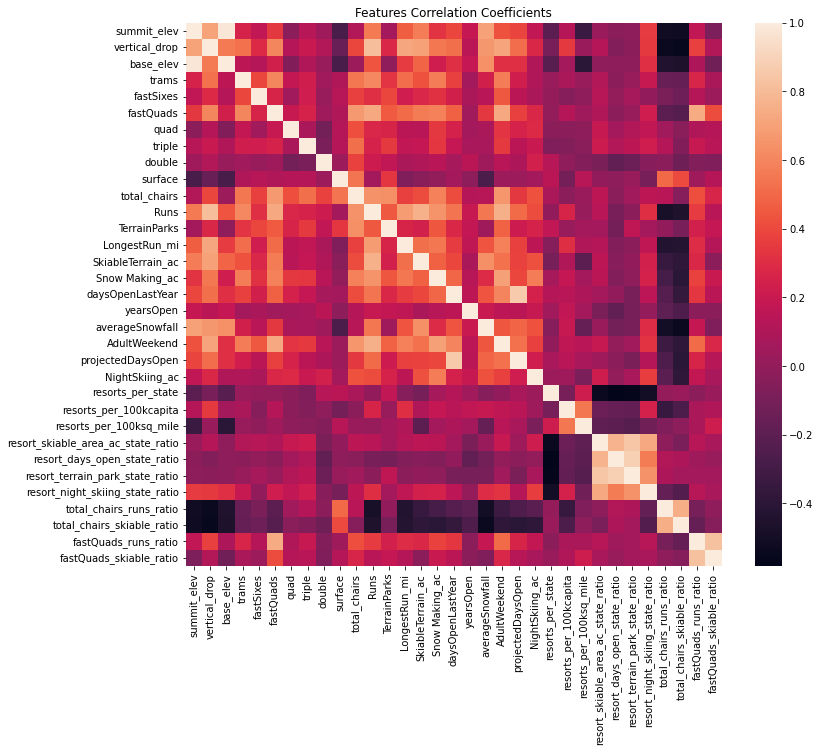 Features Correlation Coefficients
summit_elev
vertical_drop
base_elev
trams
fastSixes
fastQuads
quad
triple
double
surface
total_chairs
Runs
TerrainParks
LongestRun_mi
SkiableTerrain_ac
Snow Making_ac
daysOpenLastYear
yearsOpen
averageSnowfall
AdultWeekend
projectedDaysOpen
NightSkiing_ac
resorts_per_state
resorts_per_100kcapita
resorts_per_100ksq_mile
resort_skiable_area_ac_state_ratio
resort_days_open_state_ratio
resort_terrain_park_state_ratio
resort_night_skiing_state_ratio
total_chairs_runs_ratio
total_chairs_skiable_ratio
fastQuads_runs_ratio
fastQuads_skiable_ratio
summit_elev
vertical_drop
base_elev
trams
fastSixes
fastQuads
quad
triple
double
surface
total_chairs
Runs
TerrainParks
LongestRun_mi
SkiableTerrain_ac
Snow Making_ac
daysOpenLastYear
yearsOpen
averageSnowfall
AdultWeekend
projectedDaysOpen
NightSkiing_ac
resorts_per_state
resorts_per_100kcapita
resorts_per_100ksq_mile
resort_skiable_area_ac_state_ratio
resort_days_open_state_ratio
resort_terrain_park_state_ratio
resort_night_skiing_state_ratio
total_chairs_runs_ratio
total_chairs_skiable_ratio
fastQuads_runs_ratio
fastQuads_skiable_ratio
1.0
0.8
0.6
0.4
0.2
0.0
−0.2
−0.4